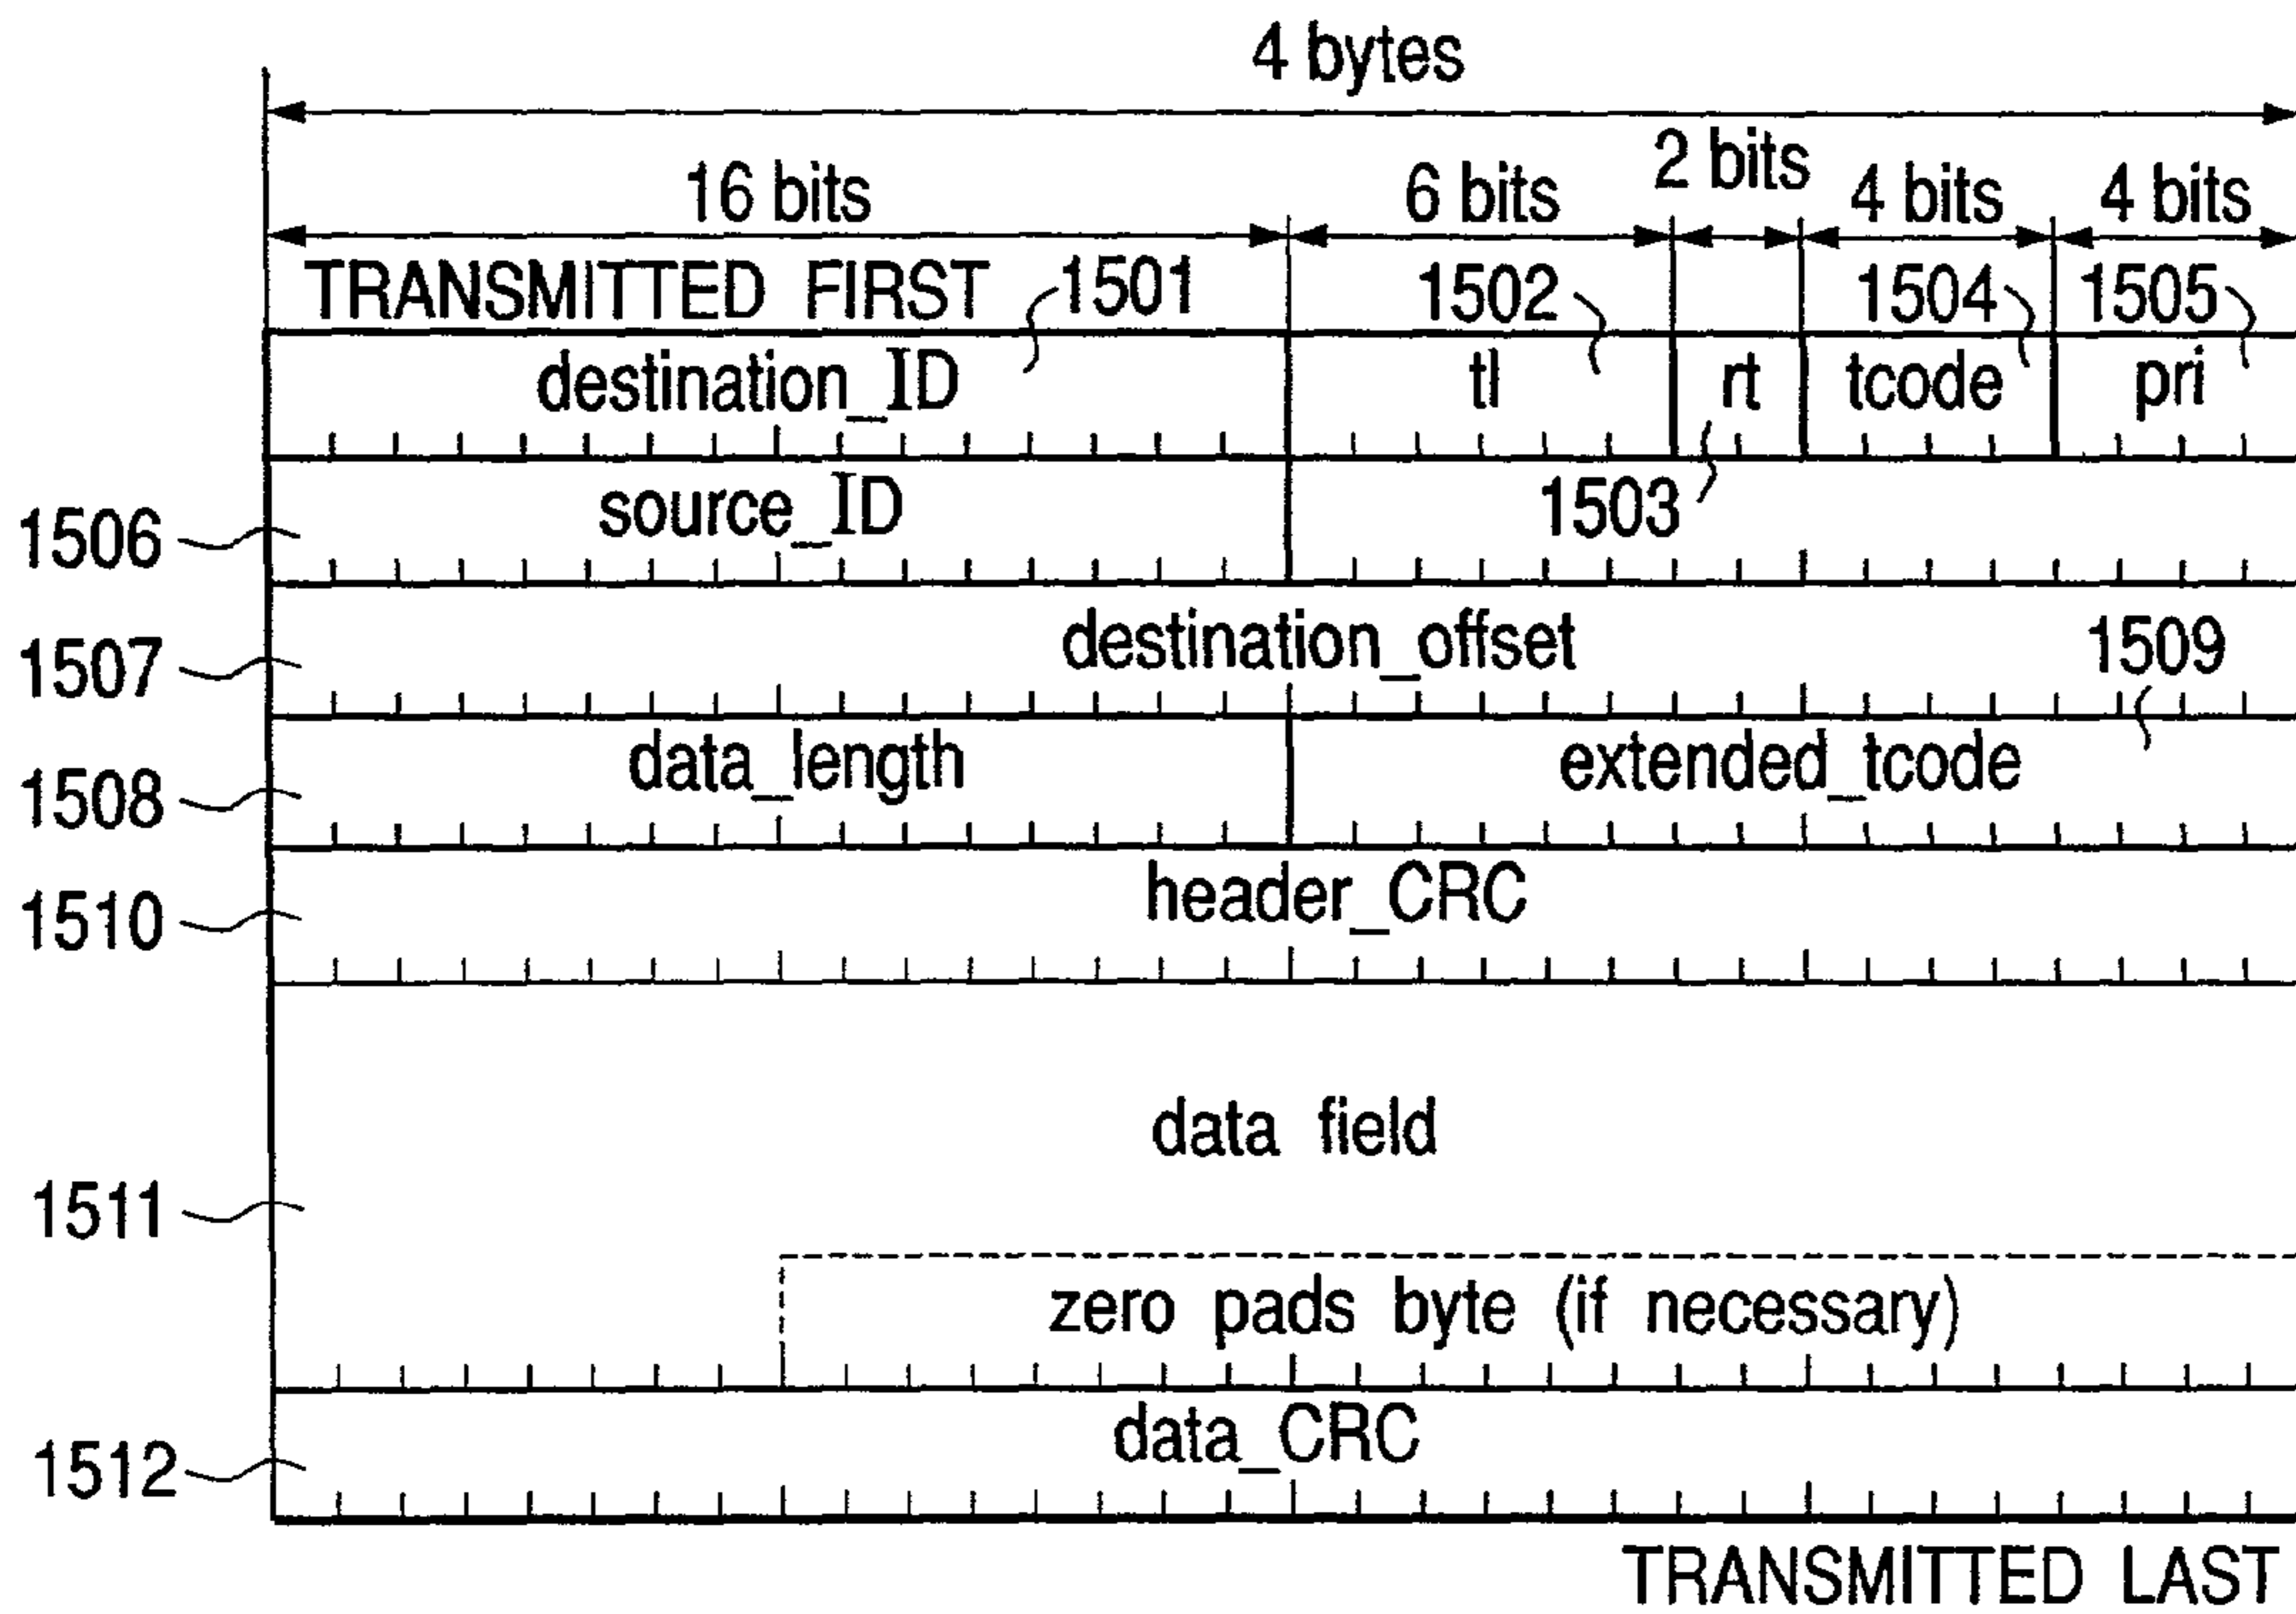 4 bytes
16 bits 6 bits 2 bits 4 bits 4 bits
TRANSMITTED FIRST 1501 1502 1504 1505
destination_ID tl rt tcode pri
1506 source_ID 1503
1507 destination_offset 1509
1508 data_length extended_tcode
1510 header_CRC
data field
1511
zero pads byte (if necessary)
1512 data_CRC
TRANSMITTED LAST